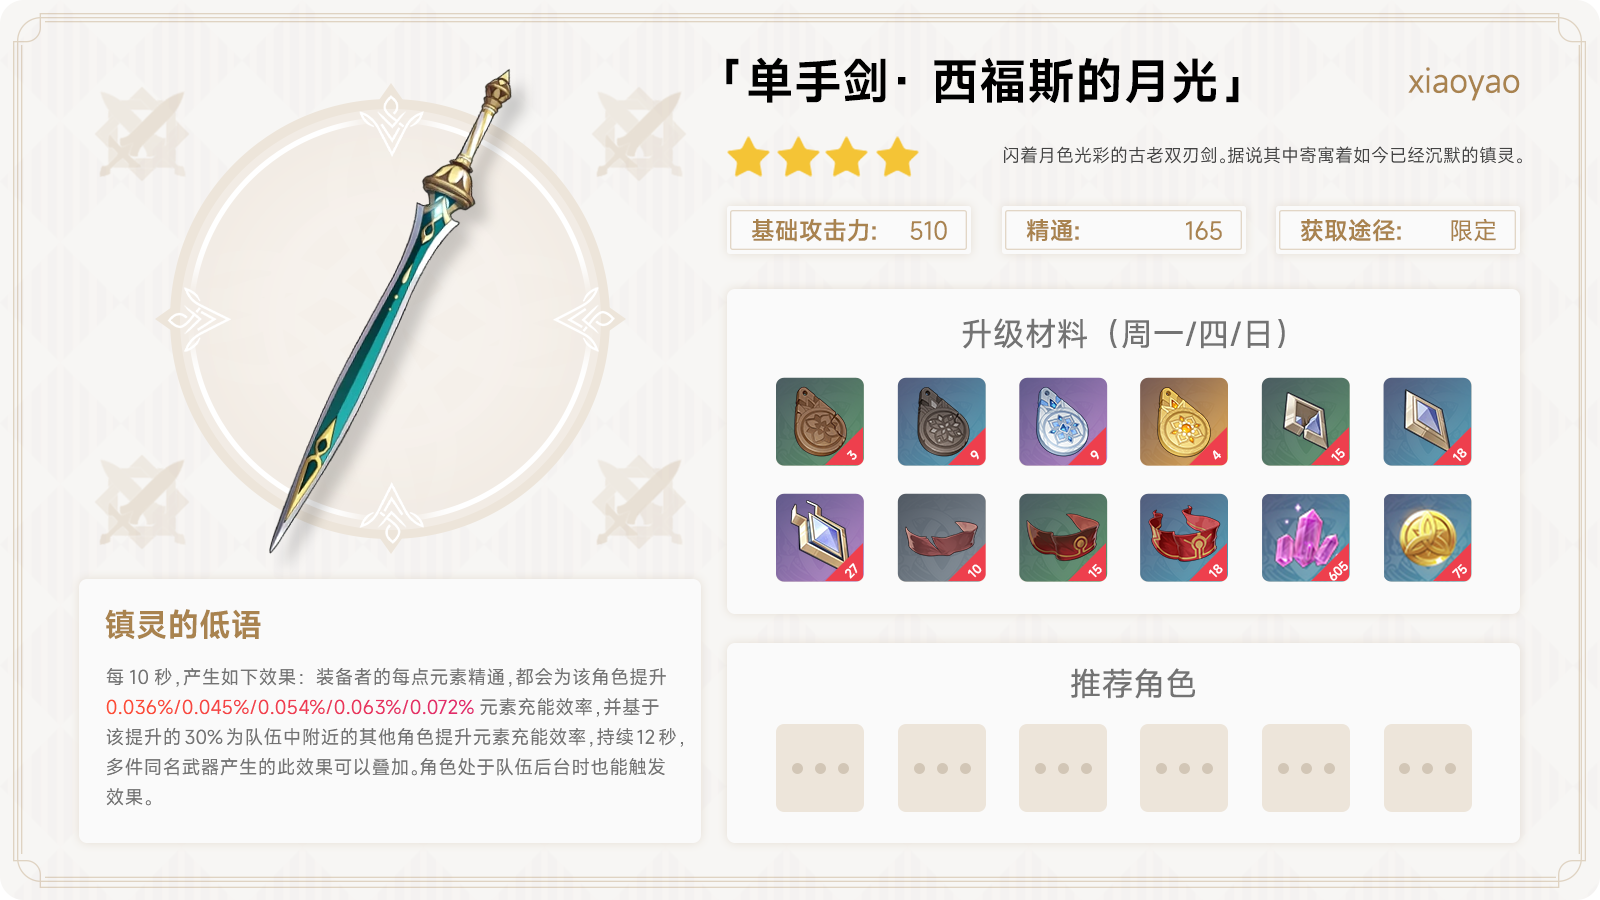 「单手剑· 西福斯的月光」
xiaoyao
闪着月色光彩的古老双刃剑。据说其中寄寓着如今已经沉默的镇灵。
基础攻击力: 510
精通: 165
获取途径: 限定
升级材料（周一/四/日）
3 9 9 4 15 18
27 10 15 18 605 75
镇灵的低语
每 10 秒,产生如下效果：装备者的每点元素精通,都会为该角色提升
0.036%/0.045%/0.054%/0.063%/0.072% 元素充能效率,并基于
该提升的 30% 为队伍中附近的其他角色提升元素充能效率,持续 12 秒,
多件同名武器产生的此效果可以叠加。角色处于队伍后台时也能触发
效果。
推荐角色